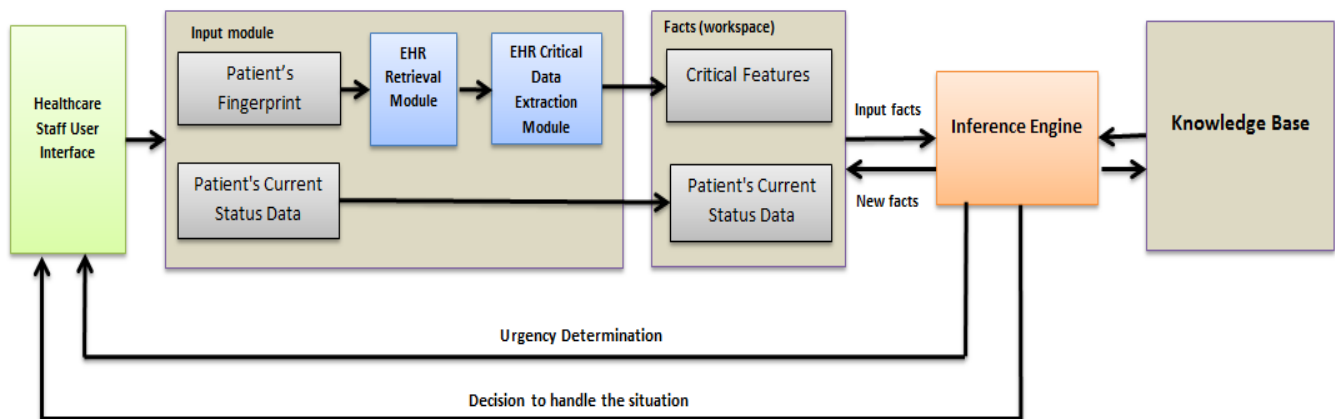 Healthcare
Staff User
Interface
Input module
Patient’s
Fingerprint
EHR
Retrieval
Module
EHR Critical
Data
Extraction
Module
Patient's Current
Status Data
Facts (workspace)
Critical Features
Patient's Current
Status Data
Input facts
New facts
Inference Engine
Knowledge Base
Urgency Determination
Decision to handle the situation